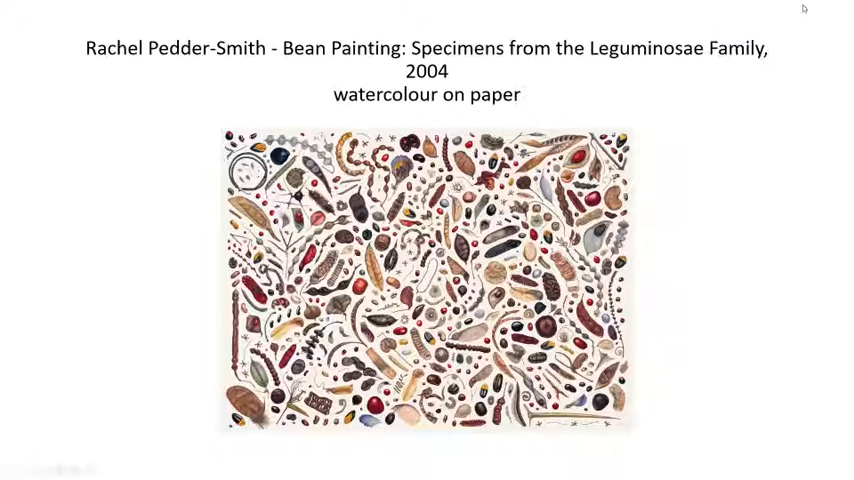 Rachel Pedder-Smith - Bean Painting: Specimens from the Leguminosae Family,
2004
watercolour on paper